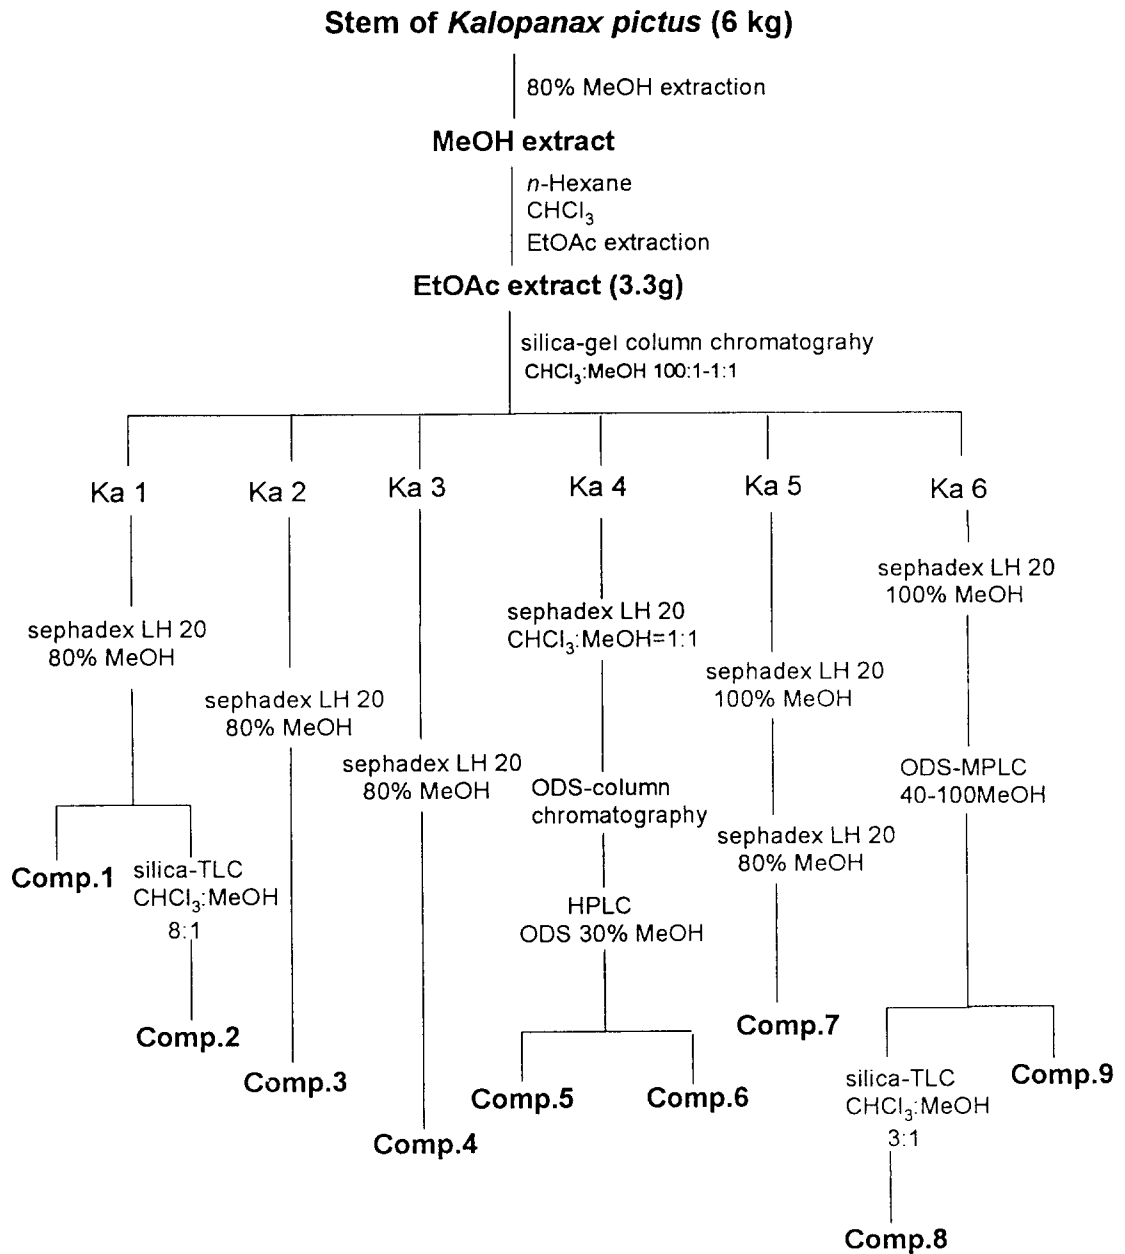 Stem of Kalopanax pictus (6 kg)
80% MeOH extraction
MeOH extract
n-Hexane
CHCl3
EtOAc extraction
EtOAc extract (3.3g)
silica-gel column chromatograhy
CHCl3:MeOH 100:1-1:1
Ka 1
Ka 2
Ka 3
Ka 4
Ka 5
Ka 6
sephadex LH 20
80% MeOH
Comp.1
silica-TLC
CHCl3:MeOH
8:1
Comp.2
sephadex LH 20
80% MeOH
Comp.3
sephadex LH 20
80% MeOH
Comp.4
sephadex LH 20
CHCl3:MeOH=1:1
ODS-column
chromatography
HPLC
ODS 30% MeOH
Comp.5
Comp.6
sephadex LH 20
100% MeOH
sephadex LH 20
80% MeOH
Comp.7
sephadex LH 20
100% MeOH
ODS-MPLC
40-100MeOH
silica-TLC
CHCl3:MeOH
3:1
Comp.8
Comp.9